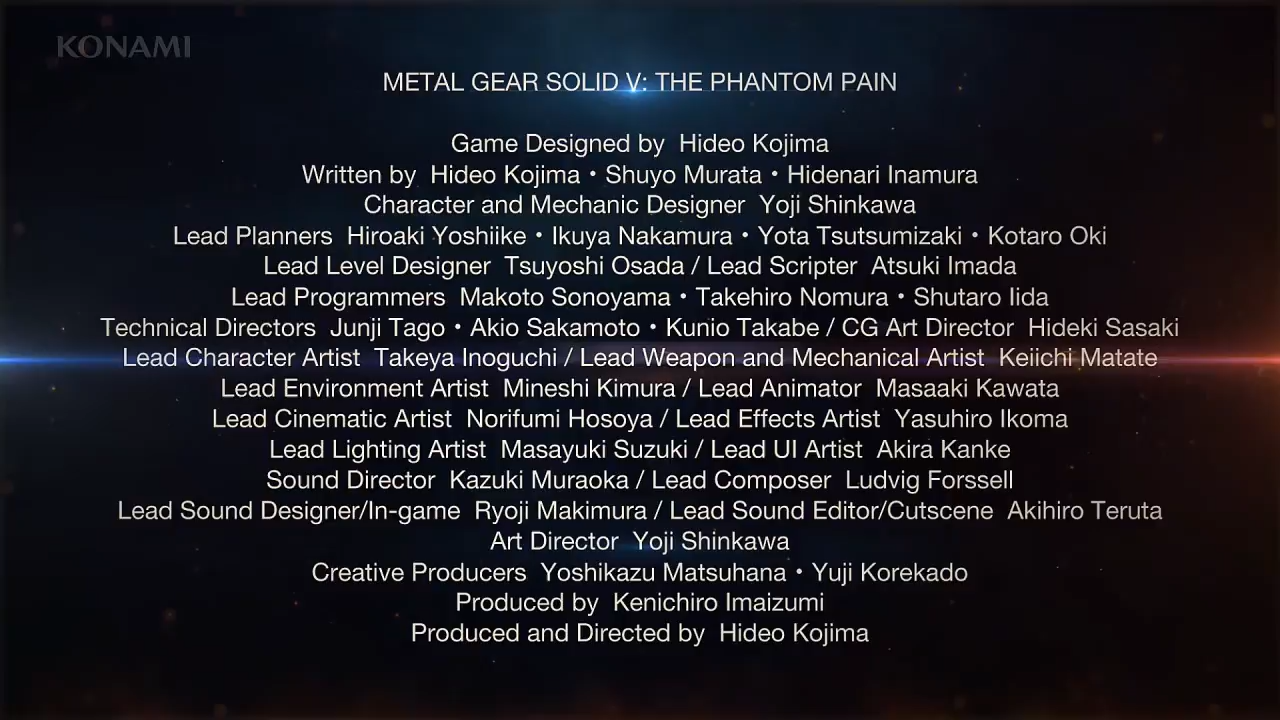 KONAMI
METAL GEAR SOLID V: THE PHANTOM PAIN
Game Designed by Hideo Kojima
Written by Hideo Kojima・Shuyo Murata・Hidenari Inamura
Character and Mechanic Designer Yoji Shinkawa
Lead Planners Hiroaki Yoshiike・Ikuya Nakamura・Yota Tsutsumizaki・Kotaro Oki
Lead Level Designer Tsuyoshi Osada / Lead Scripter Atsuki Imada
Lead Programmers Makoto Sonoyama・Takehiro Nomura・Shutaro Iida
Technical Directors Junji Tago・Akio Sakamoto・Kunio Takabe / CG Art Director Hideki Sasaki
Lead Character Artist Takeya Inoguchi / Lead Weapon and Mechanical Artist Keiichi Matate
Lead Environment Artist Mineshi Kimura / Lead Animator Masaaki Kawata
Lead Cinematic Artist Norifumi Hosoya / Lead Effects Artist Yasuhiro Ikoma
Lead Lighting Artist Masayuki Suzuki / Lead UI Artist Akira Kanke
Sound Director Kazuki Muraoka / Lead Composer Ludvig Forssell
Lead Sound Designer/In-game Ryoji Makimura / Lead Sound Editor/Cutscene Akihiro Teruta
Art Director Yoji Shinkawa
Creative Producers Yoshikazu Matsuhana・Yuji Korekado
Produced by Kenichiro Imaizumi
Produced and Directed by Hideo Kojima